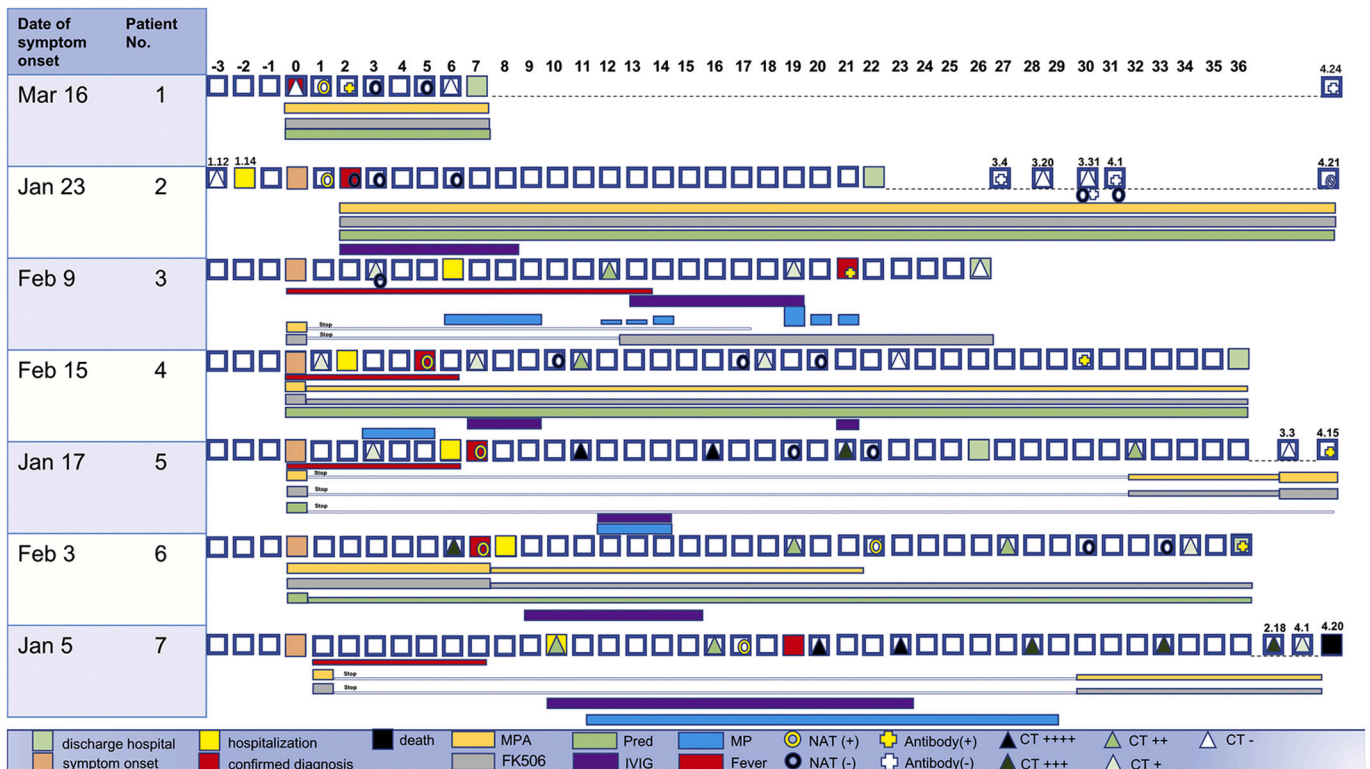 Date of symptom onset Patient No.
-3 -2 -1 0 1 2 3 4 5 6 7 8 9 10 11 12 13 14 15 16 17 18 19 20 21 22 23 24 25 26 27 28 29 30 31 32 33 34 35 36
4.24
Mar 16 1
1.12 1.14 3.4 3.20 3.31 4.1 4.21
Jan 23 2
Feb 9 3
Stop
Stop
Feb 15 4
3.3 4.15
Jan 17 5
Stop
Stop
Stop
Feb 3 6
2.18 4.1 4.20
Jan 5 7
Stop
Stop
discharge hospital hospitalization death MPA Pred MP NAT (+) Antibody(+) CT ++++ CT ++ CT -
symptom onset confirmed diagnosis FK506 IVIG Fever NAT (-) Antibody(-) CT +++ CT +